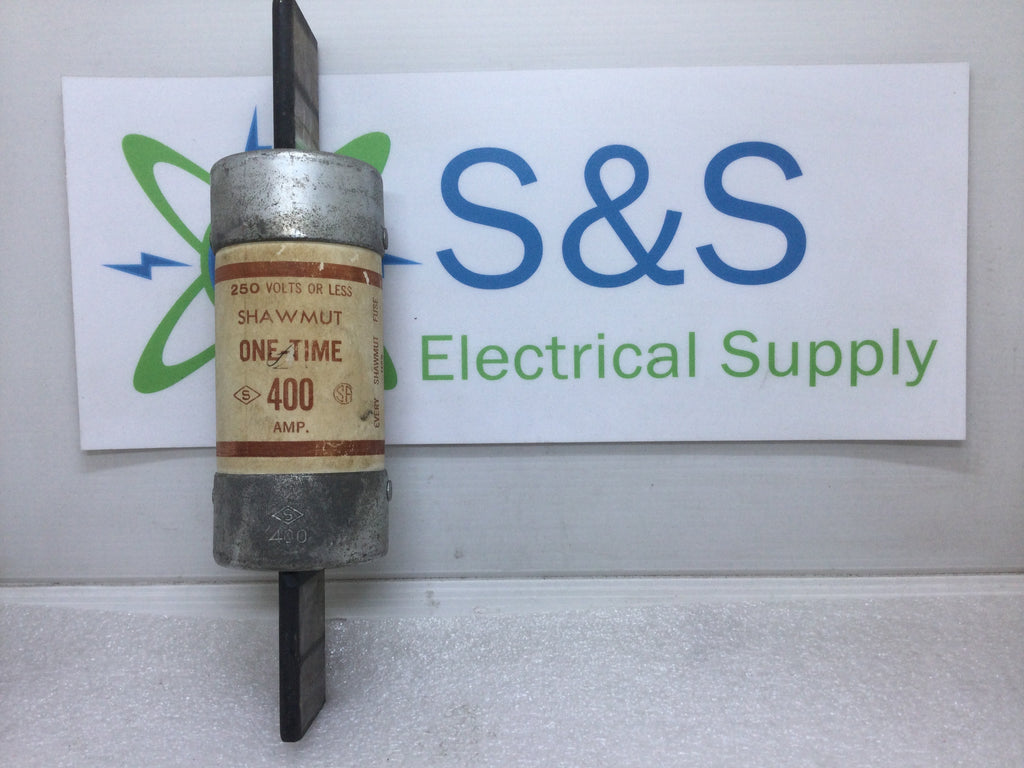 S&S
Electrical Supply
250 VOLTS OR LESS
SHAWMUT
ONE-TIME
S 400 SA
AMP.
EVERY SHAWMUT FUSE
S
400